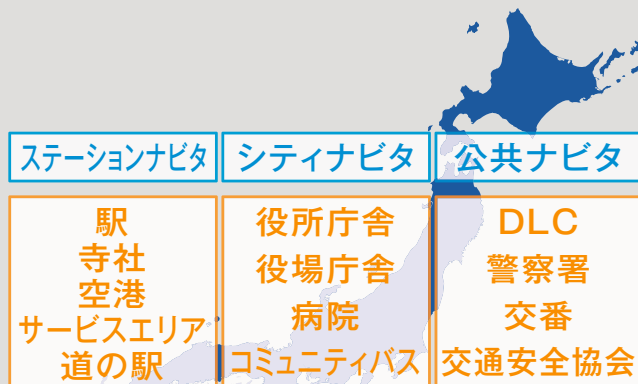 ステーションナビタ
シティナビタ
公共ナビタ
駅
寺社
空港
サービスエリア
道の駅
役所庁舎
役場庁舎
病院
コミュニティバス
DLC
警察署
交番
交通安全協会